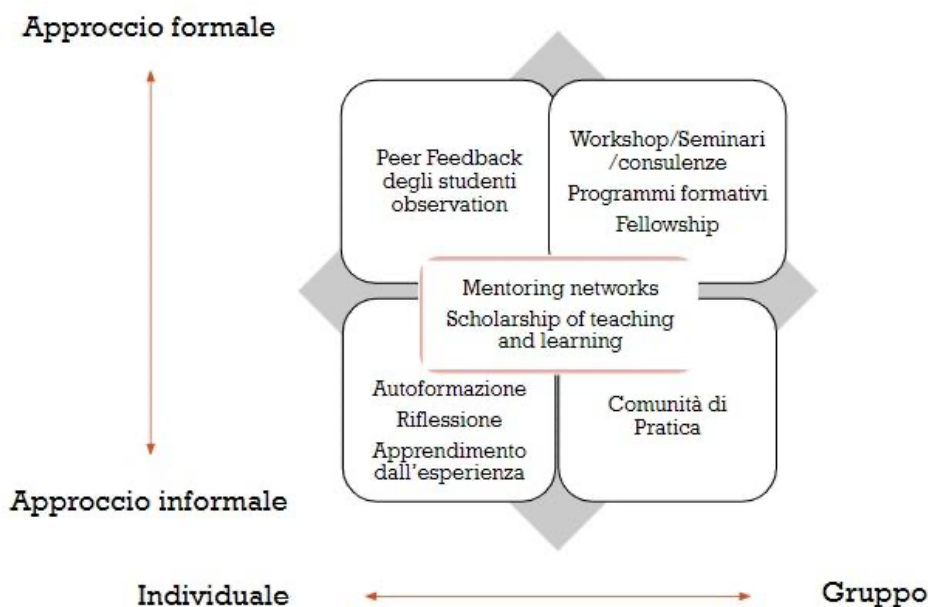 Approccio formale
Peer Feedback
degli studenti
observation
Workshop/Seminari
/consulenze
Programmi formativi
Fellowship
Mentoring networks
Scholarship of teaching
and learning
Autoformazione
Riflessione
Apprendimento
dall'esperienza
Comunità di
Pratica
Approccio informale
Individuale
Gruppo